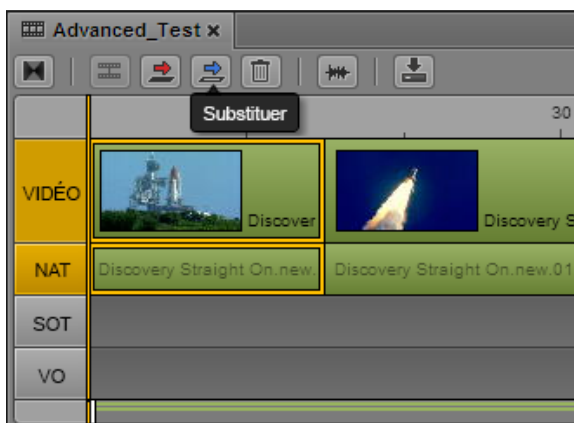 Advanced_Test x
Substituer
30
VIDÉO
Discover
Discovery S
NAT
Discovery Straight On.new.
Discovery Straight On.new.01
SOT
VO